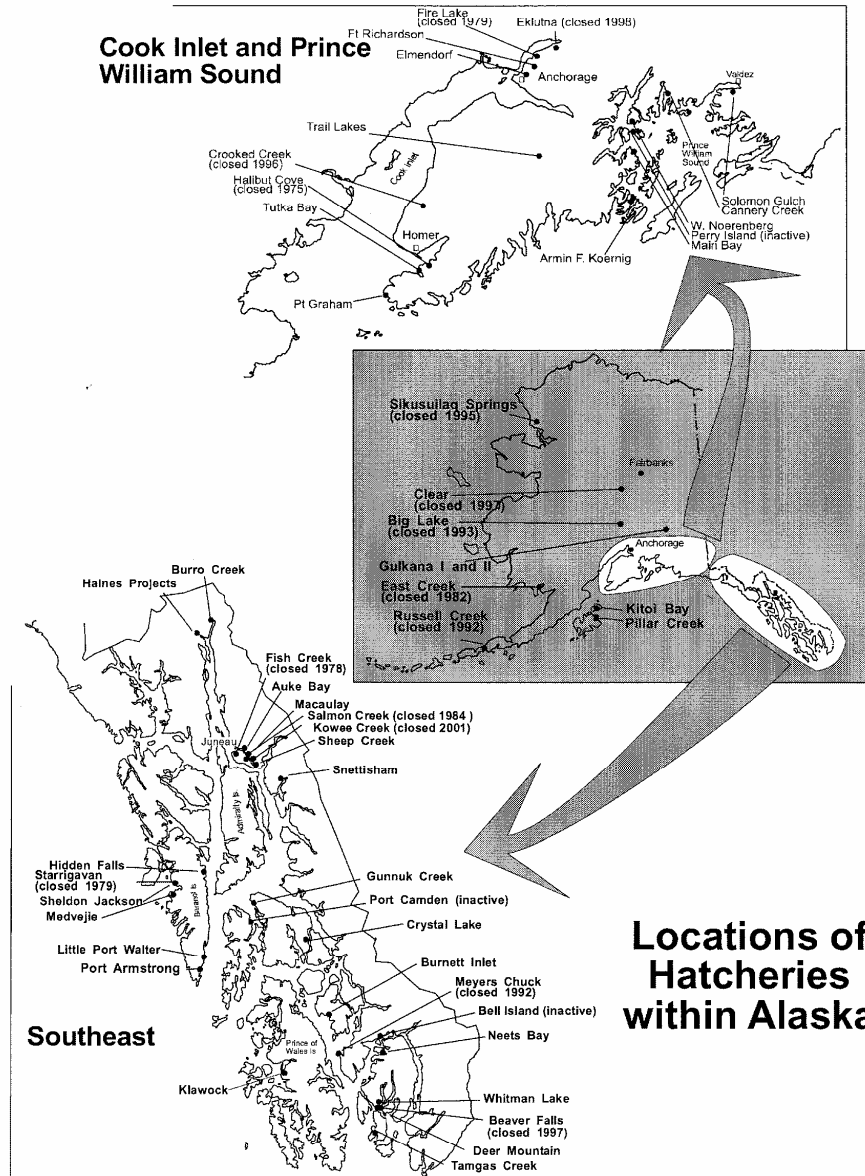 Cook Inlet and Prince
William Sound
Fire Lake
(closed 1979)
Eklutna (closed 1998)
Ft Richardson
Elmendorf
Anchorage
Valdez
Trail Lakes
Crooked Creek
(closed 1996)
Halibut Cove
(closed 1975)
Tutka Bay
Cook Inlet
Homer
Pt Graham
Prince
William
Sound
Solomon Gulch
Cannery Creek
W. Noerenberg
Perry Island (inactive)
Main Bay
Armin F. Koernig
Sikusuilaq Springs
(closed 1995)
Fairbanks
Clear
(closed 1997)
Big Lake
(closed 1993)
Anchorage
Gulkana I and II
East Creek
(closed 1982)
Russell Creek
(closed 1992)
Kitoi Bay
Pillar Creek
Burro Creek
Haines Projects
Fish Creek
(closed 1978)
Auke Bay
Macaulay
Salmon Creek (closed 1984 )
Kowee Creek (closed 2001)
Juneau
Sheep Creek
Snettisham
Admiralty Is
Hidden Falls
Starrigavan
(closed 1979)
Sheldon Jackson
Medvejie
Baranof Is
Little Port Walter
Port Armstrong
Gunnuk Creek
Port Camden (inactive)
Crystal Lake
Burnett Inlet
Meyers Chuck
(closed 1992)
Bell Island (inactive)
Neets Bay
Southeast
Prince of
Wales Is
Klawock
Whitman Lake
Beaver Falls
(closed 1997)
Deer Mountain
Tamgas Creek
Locations of
Hatcheries
within Alaska